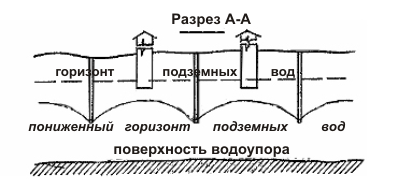 Разрез А-А
горизонт подземных вод
пониженный горизонт подземных вод
поверхность водоупора